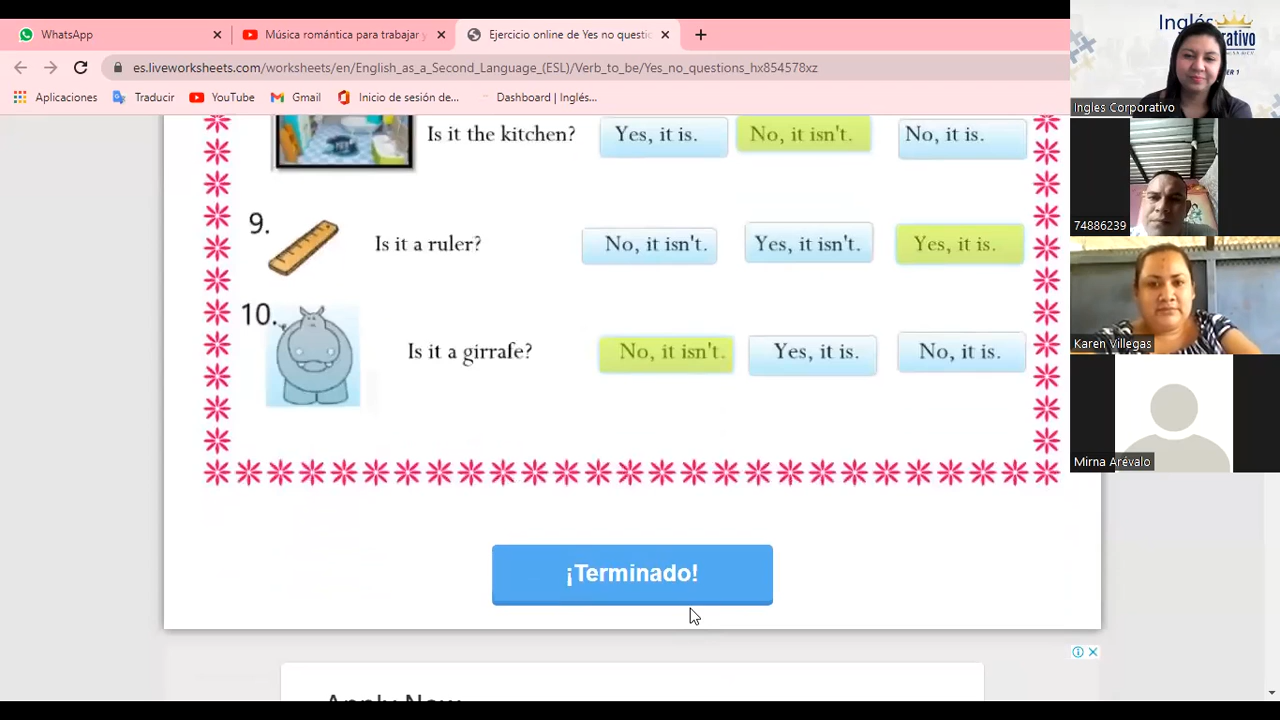 WhatsApp
Música romántica para trabajar y
Ejercicio online de Yes no questi
es.liveworksheets.com/worksheets/en/English_as_a_Second_Language_(ESL)/Verb_to_be/Yes_no_questions_hx854578xz
Aplicaciones
Traducir
YouTube
Gmail
Inicio de sesión de...
Dashboard | Inglés...
Is it the kitchen?
Yes, it is.
No, it isn't.
No, it is.
9.
Is it a ruler?
No, it isn't.
Yes, it isn't.
Yes, it is.
10.
Is it a girrafe?
No, it isn't.
Yes, it is.
No, it is.
¡Terminado!
Apply Now
Inglés
Ingles Corporativo
74886239
Karen Villegas
Mirna Arévalo